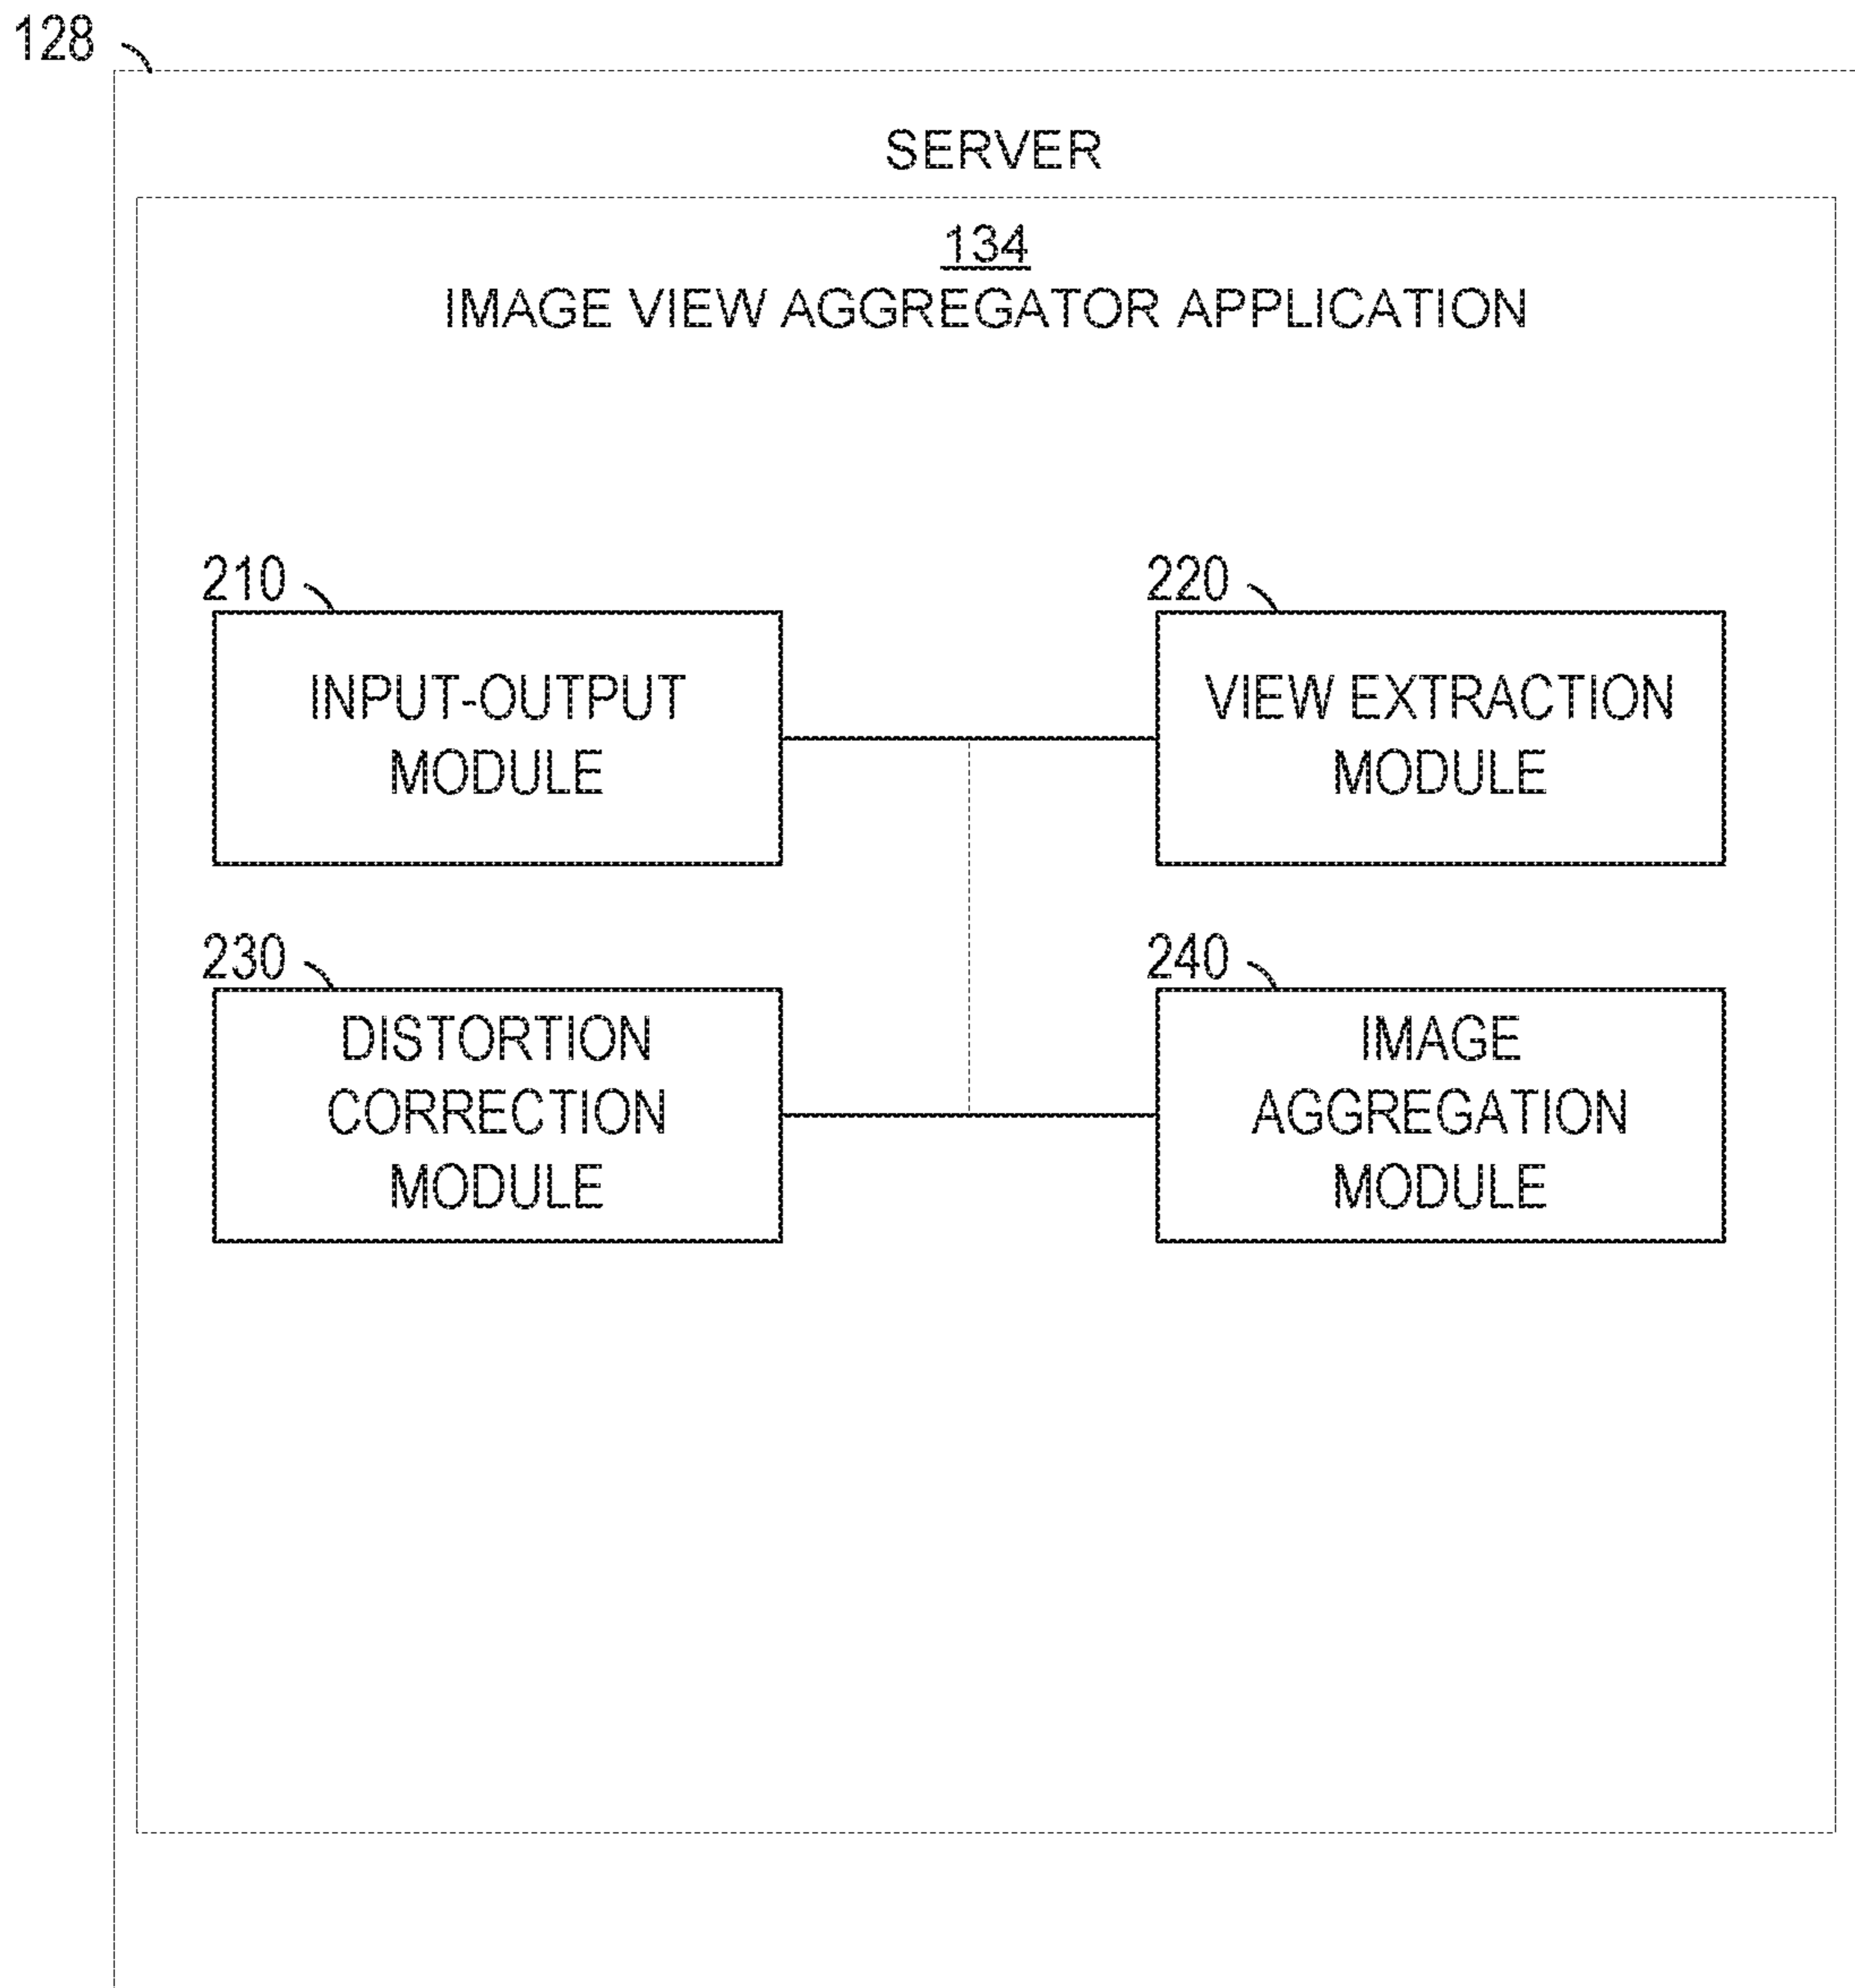 128
SERVER
134
IMAGE VIEW AGGREGATOR APPLICATION
210
INPUT-OUTPUT
MODULE
220
VIEW EXTRACTION
MODULE
230
DISTORTION
CORRECTION
MODULE
240
IMAGE
AGGREGATION
MODULE